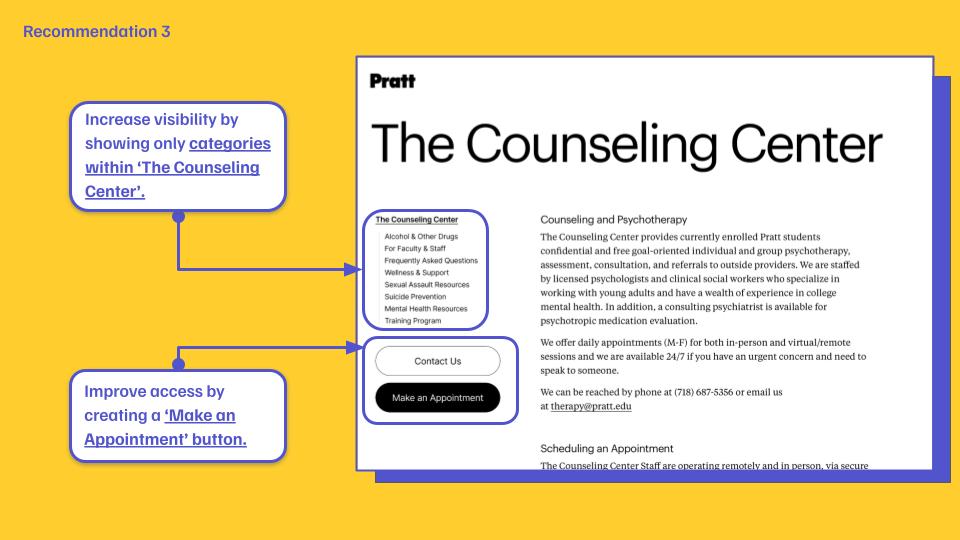 Recommendation 3
Increase visibility by
showing only categories
within ‘The Counseling
Center’.
Improve access by
creating a ‘Make an
Appointment’ button.
Pratt
The Counseling Center
The Counseling Center
Alcohol & Other Drugs
For Faculty & Staff
Frequently Asked Questions
Wellness & Support
Sexual Assault Resources
Suicide Prevention
Mental Health Resources
Training Program
Contact Us
Make an Appointment
Counseling and Psychotherapy
The Counseling Center provides currently enrolled Pratt students
confidential and free goal-oriented individual and group psychotherapy,
assessment, consultation, and referrals to outside providers. We are staffed
by licensed psychologists and clinical social workers who specialize in
working with young adults and have a wealth of experience in college
mental health. In addition, a consulting psychiatrist is available for
psychotropic medication evaluation.
We offer daily appointments (M-F) for both in-person and virtual/remote
sessions and we are available 24/7 if you have an urgent concern and need to
speak to someone.
We can be reached by phone at (718) 687-5356 or email us
at therapy@pratt.edu
Scheduling an Appointment
The Counseling Center Staff are operating remotely and in person, via secure